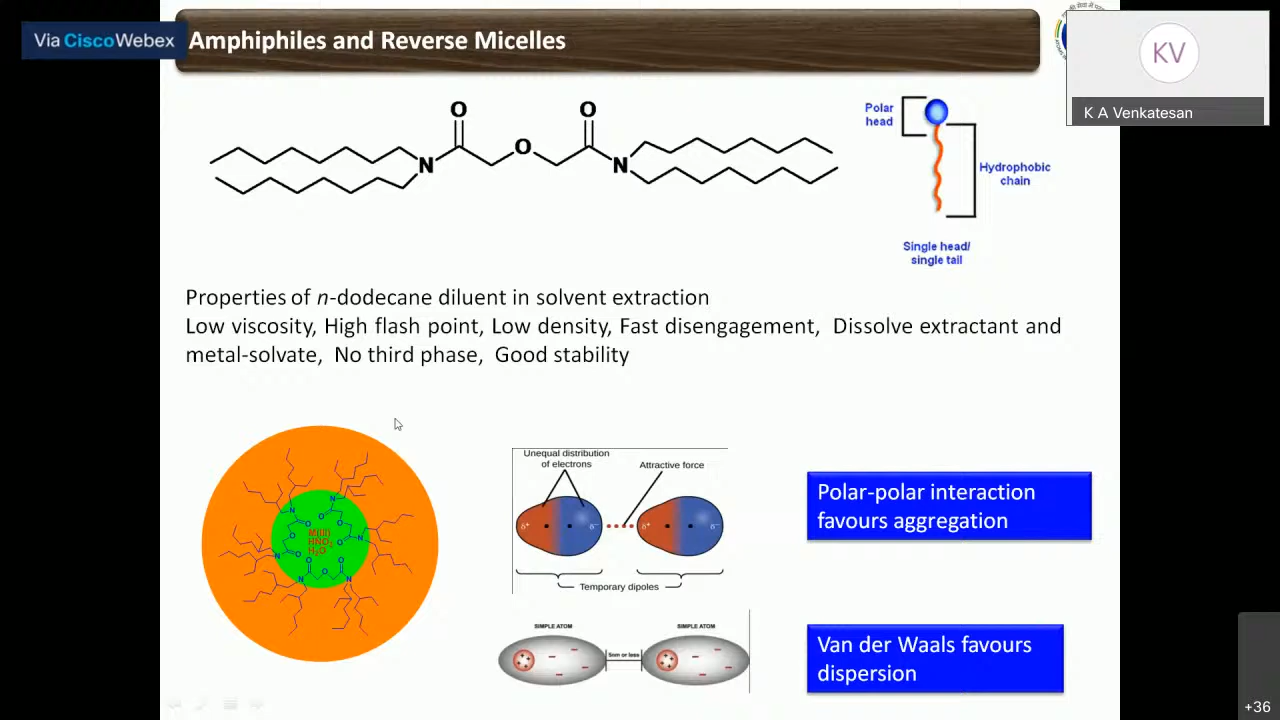 Via CiscoWebex
Amphiphiles and Reverse Micelles
KV
K A Venkatesan
O
O
O
N
N
Polar
head
Hydrophobic
chain
Single head/
single tail
Properties of n-dodecane diluent in solvent extraction
Low viscosity, High flash point, Low density, Fast disengagement, Dissolve extractant and
metal-solvate, No third phase, Good stability
M(III)
HNO3
H2O
Unequal distribution
of electrons
Attractive force
δ+ δ− δ+ δ−
Temporary dipoles
Polar-polar interaction
favours aggregation
SIMPLE ATOM
SIMPLE ATOM
5nm or less
Van der Waals favours
dispersion
+36